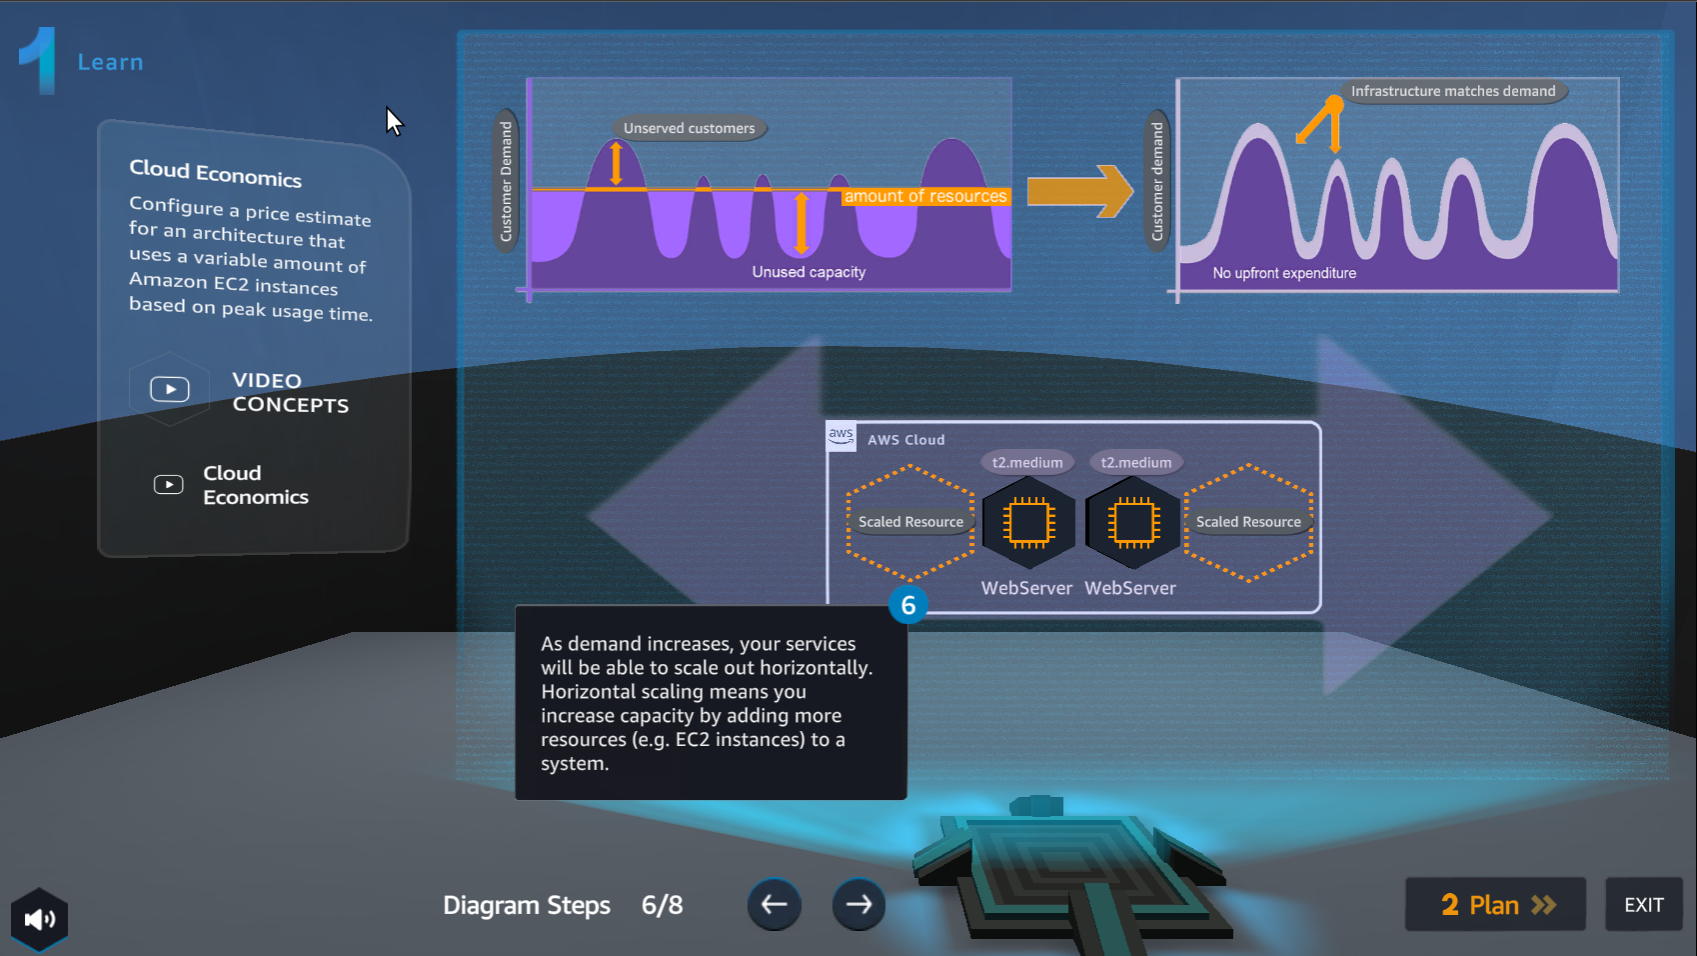 1 Learn
Cloud Economics
Configure a price estimate
for an architecture that
uses a variable amount of
Amazon EC2 instances
based on peak usage time.
VIDEO
CONCEPTS
Cloud
Economics
Customer Demand
Unserved customers
amount of resources
Unused capacity
Customer demand
Infrastructure matches demand
No upfront expenditure
aws
AWS Cloud
t2.medium
t2.medium
Scaled Resource
Scaled Resource
WebServer
WebServer
6
As demand increases, your services
will be able to scale out horizontally.
Horizontal scaling means you
increase capacity by adding more
resources (e.g. EC2 instances) to a
system.
Diagram Steps 6/8
2 Plan
EXIT